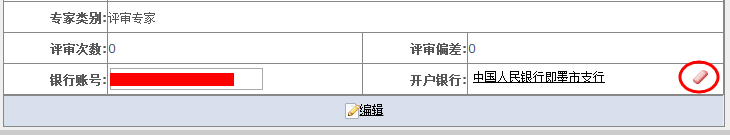 专家类别:评审专家
评审次数:0 评审偏差:0
银行账号: 开户银行: 中国人民银行即墨市支行
编辑